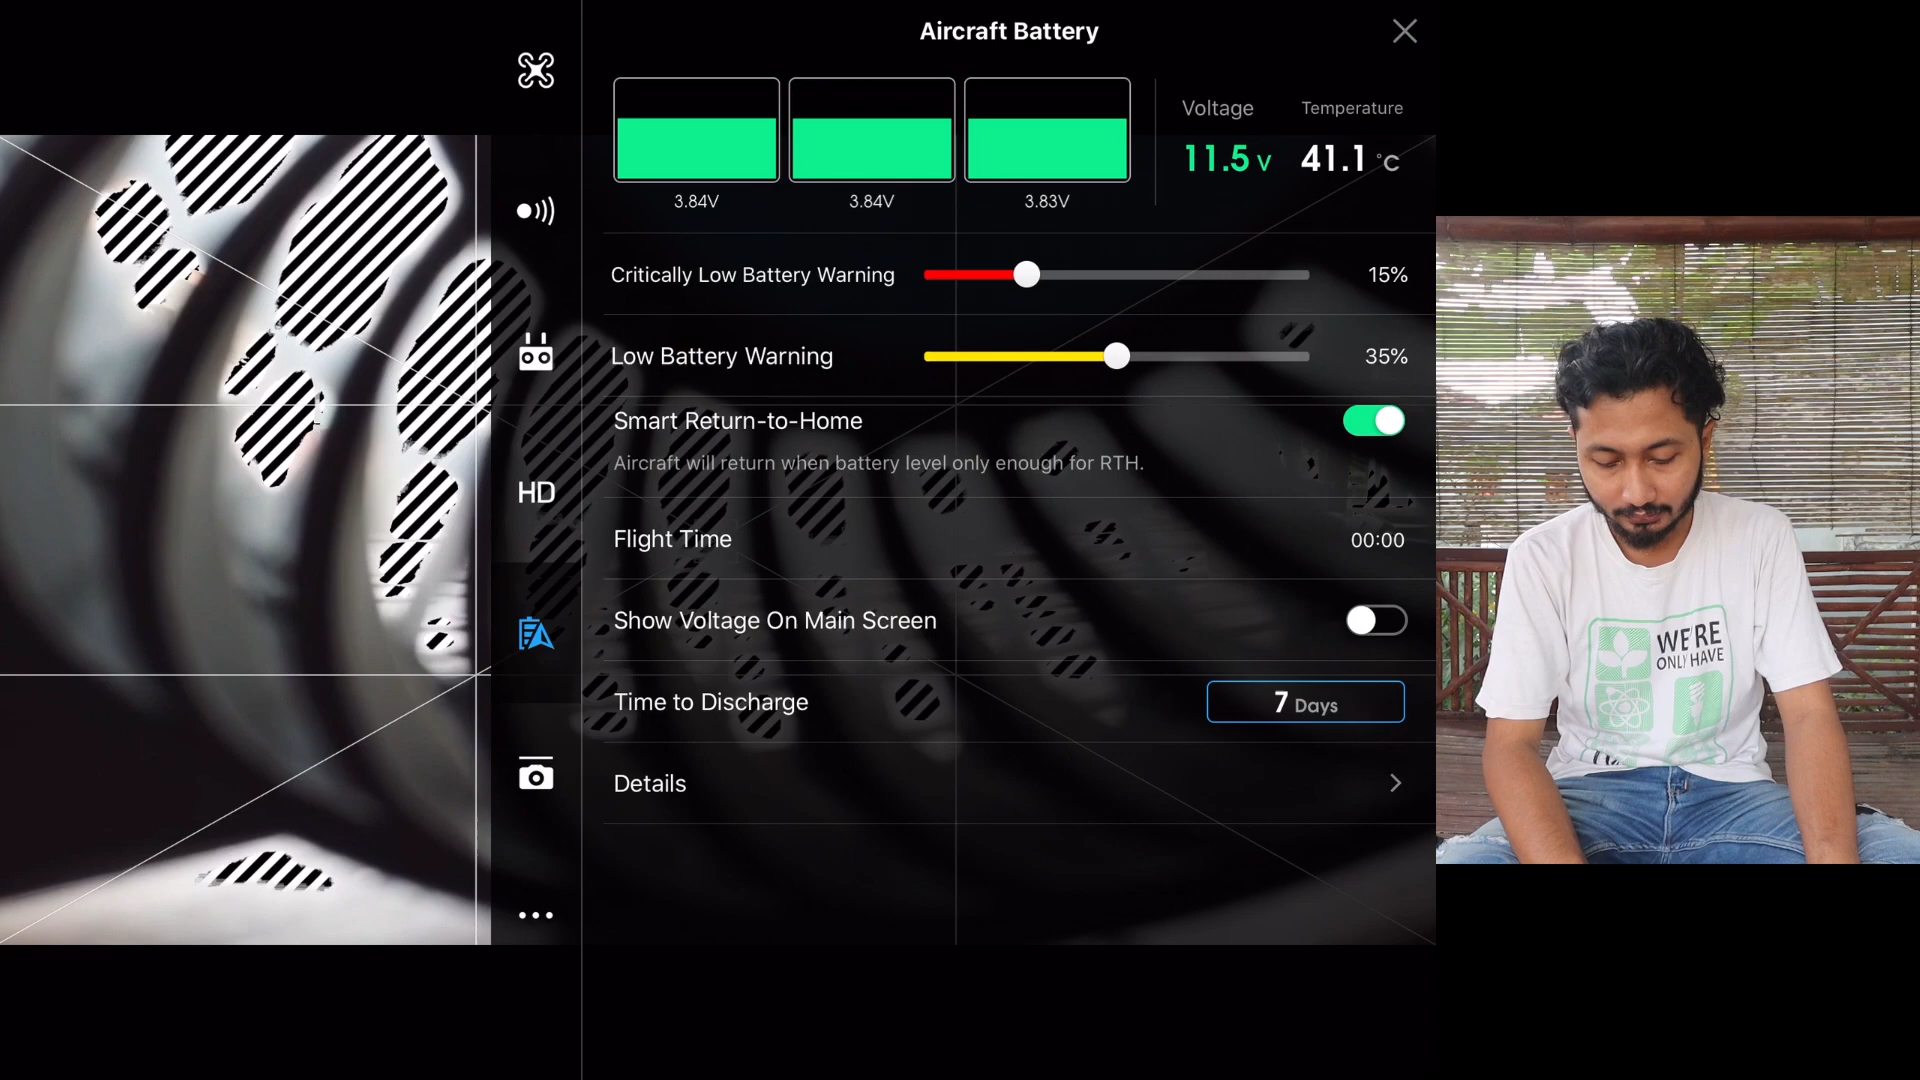 Aircraft Battery
Voltage
Temperature
11.5 V
41.1 °C
3.84V
3.84V
3.83V
Critically Low Battery Warning
15%
Low Battery Warning
35%
Smart Return-to-Home
Aircraft will return when battery level only enough for RTH.
HD
Flight Time
00:00
Show Voltage On Main Screen
Time to Discharge
7 Days
Details
WE'RE
ONLY HAVE